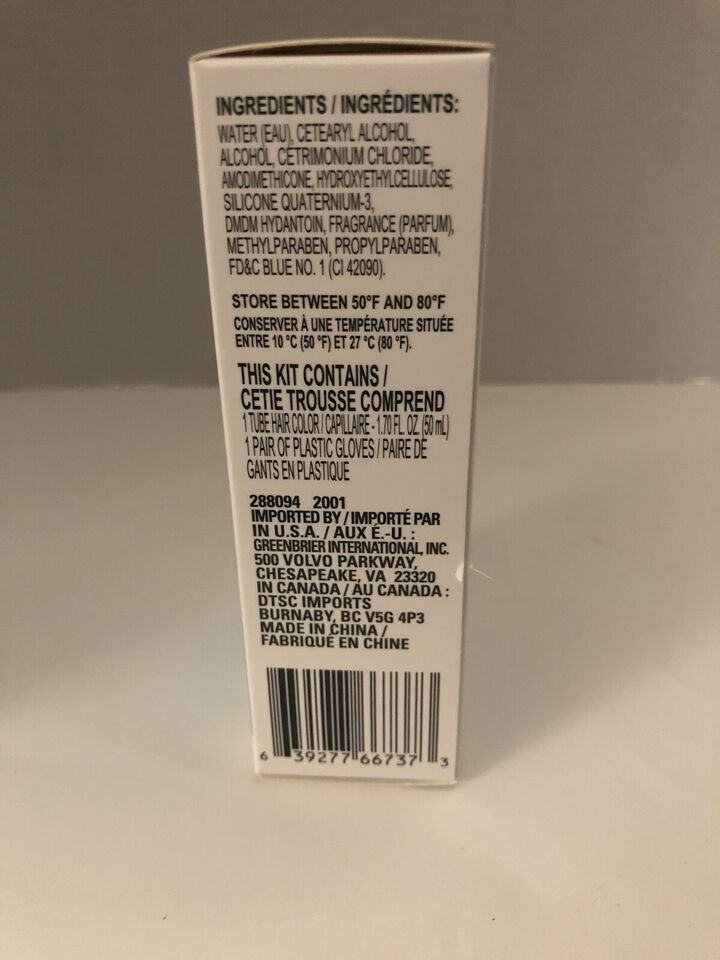 INGREDIENTS / INGRÉDIENTS:
WATER (EAU), CETEARYL ALCOHOL,
ALCOHOL, CETRIMONIUM CHLORIDE,
AMODIMETHICONE, HYDROXYETHYLCELLULOSE,
SILICONE QUATERNIUM-3,
DMDM HYDANTOIN, FRAGRANCE (PARFUM),
METHYLPARABEN, PROPYLPARABEN,
FD&C BLUE NO. 1 (CI 42090).
STORE BETWEEN 50°F AND 80°F
CONSERVER À UNE TEMPÉRATURE SITUÉE
ENTRE 10 °C (50 °F) ET 27 °C (80 °F).
THIS KIT CONTAINS /
CETIE TROUSSE COMPREND
1 TUBE HAIR COLOR / CAPILLAIRE - 1.70 FL. OZ. (50 mL)
1 PAIR OF PLASTIC GLOVES / PAIRE DE
GANTS EN PLASTIQUE
288094 2001
IMPORTED BY / IMPORTÉ PAR
IN U.S.A. / AUX É.-U. :
GREENBRIER INTERNATIONAL, INC.
500 VOLVO PARKWAY,
CHESAPEAKE, VA 23320
IN CANADA / AU CANADA :
DTSC IMPORTS
BURNABY, BC V5G 4P3
MADE IN CHINA /
FABRIQUÉ EN CHINE
6 39277 66737 3